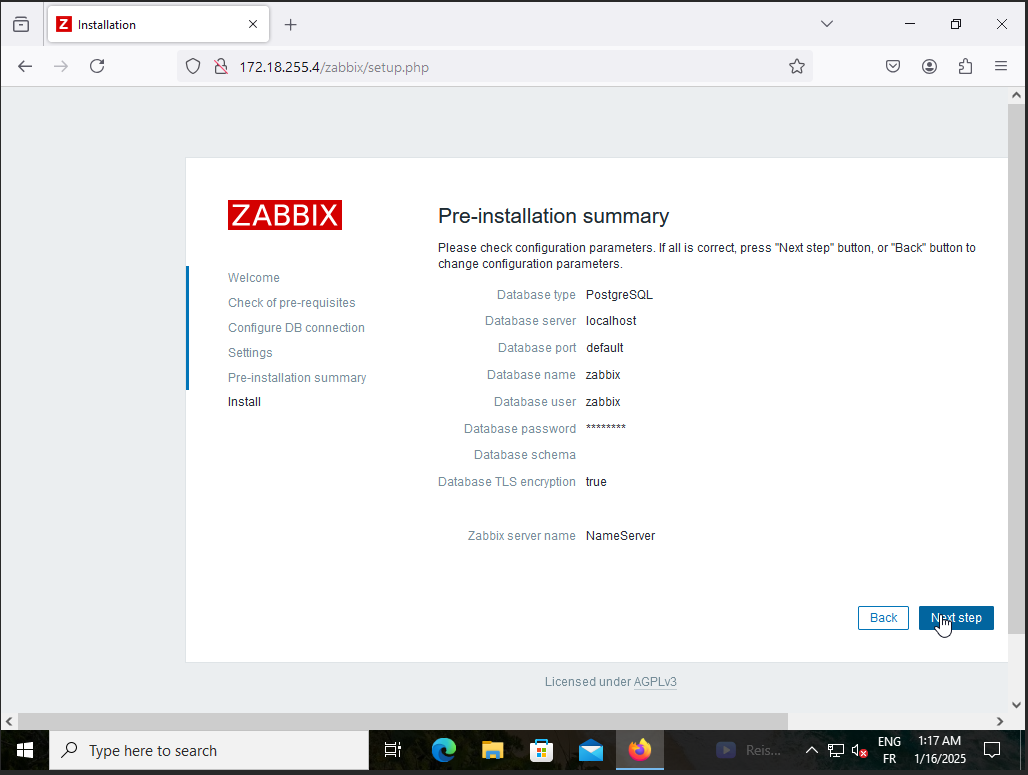 Z Installation
172.18.255.4/zabbix/setup.php
ZABBIX
Welcome
Check of pre-requisites
Configure DB connection
Settings
Pre-installation summary
Install
Pre-installation summary
Please check configuration parameters. If all is correct, press "Next step" button, or "Back" button to
change configuration parameters.
Database type PostgreSQL
Database server localhost
Database port default
Database name zabbix
Database user zabbix
Database password ********
Database schema
Database TLS encryption true
Zabbix server name NameServer
Back Next step
Licensed under AGPLv3
Type here to search
Reis...
ENG
FR
1:17 AM
1/16/2025